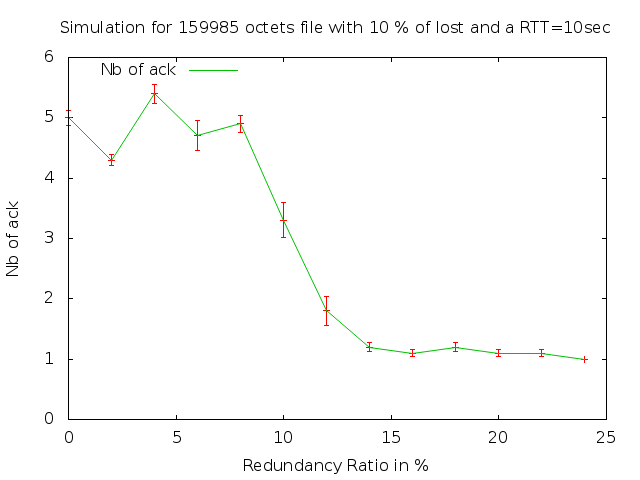 Simulation for 159985 octets file with 10 % of lost and a RTT=10sec
Nb of ack
6
5
4
3
2
1
0
Nb of ack
0 5 10 15 20 25
Redundancy Ratio in %